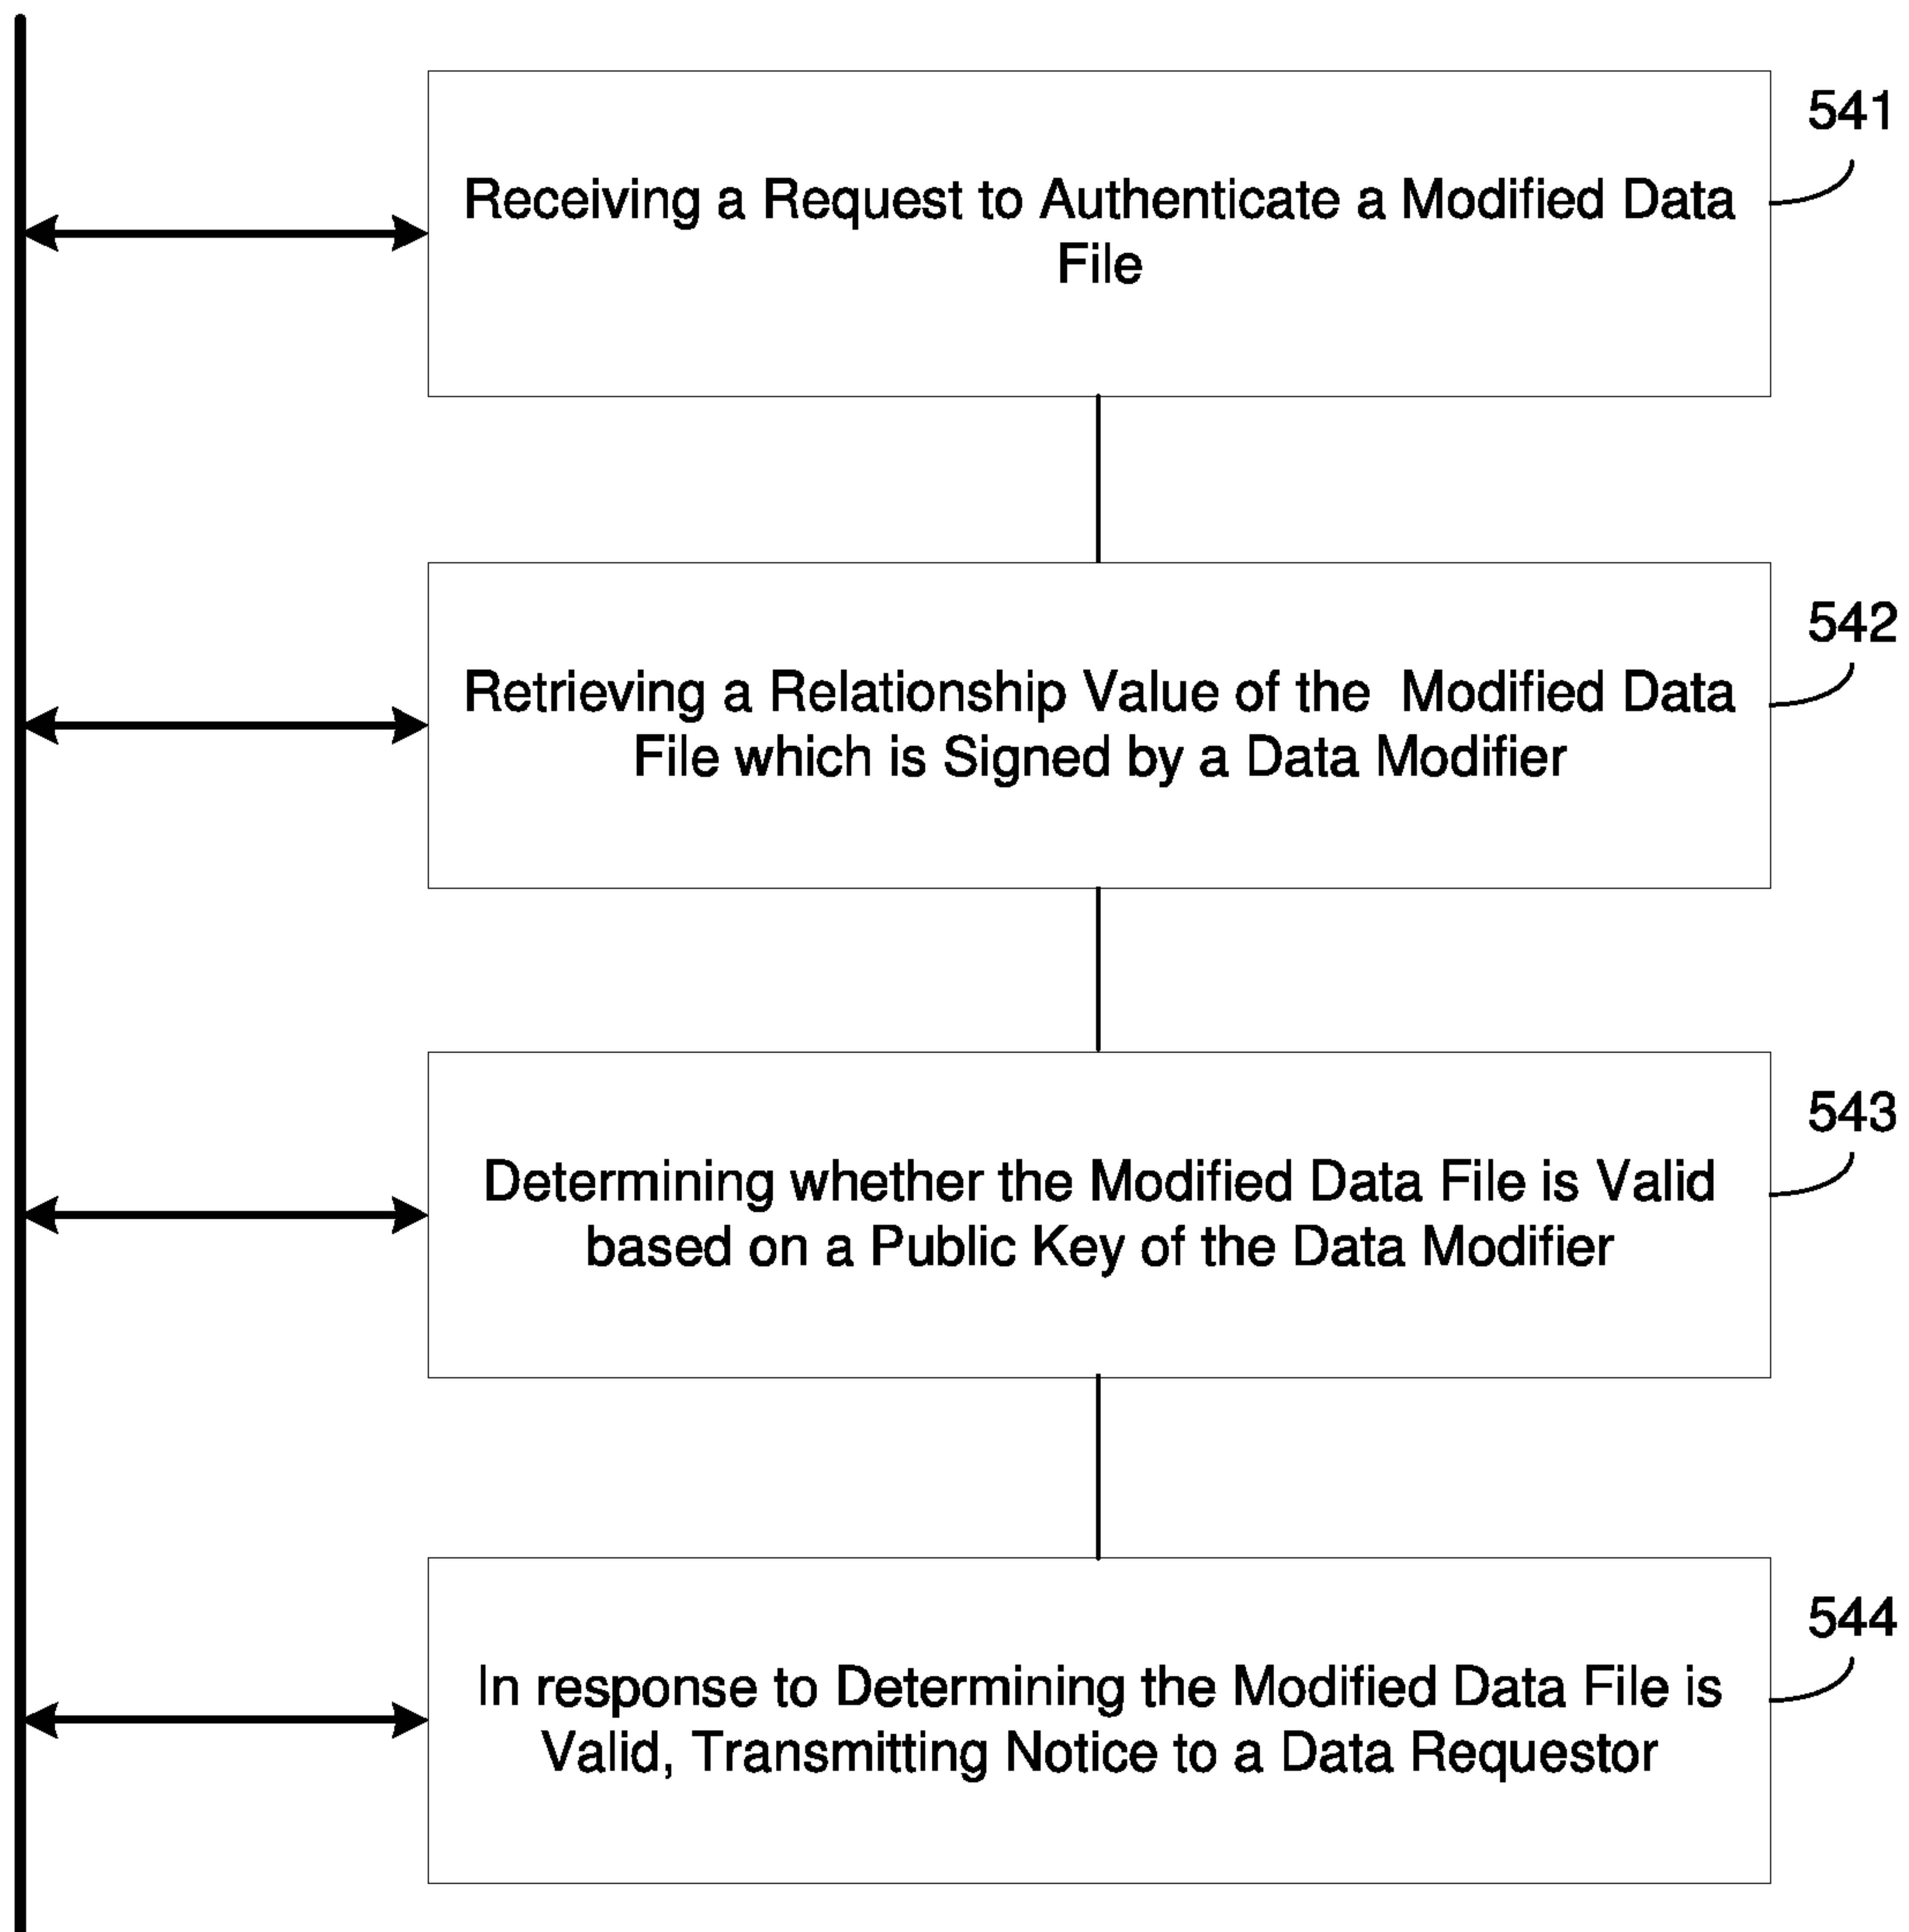 541
Receiving a Request to Authenticate a Modified Data
File
542
Retrieving a Relationship Value of the Modified Data
File which is Signed by a Data Modifier
543
Determining whether the Modified Data File is Valid
based on a Public Key of the Data Modifier
544
In response to Determining the Modified Data File is
Valid, Transmitting Notice to a Data Requestor